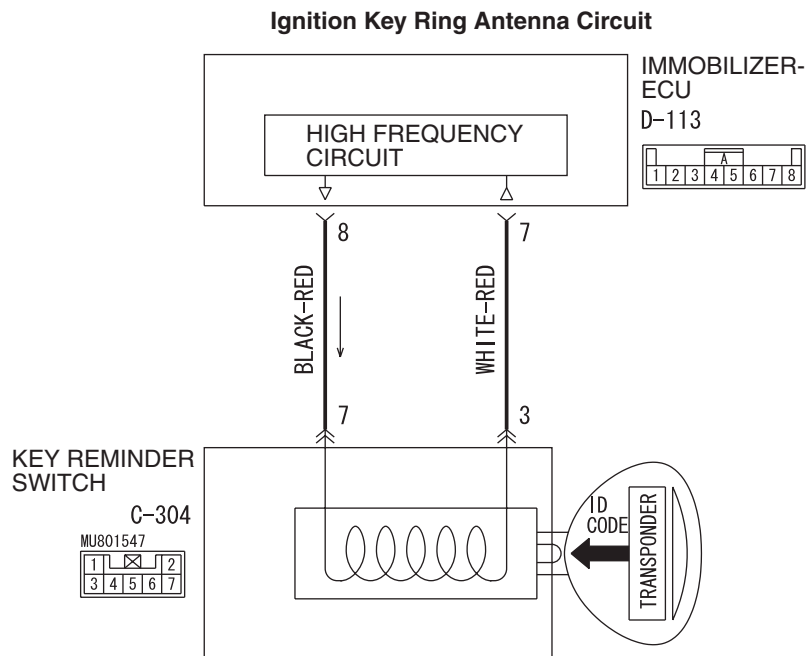 Ignition Key Ring Antenna Circuit
IMMOBILIZER-
ECU
D-113
A
1 2 3 4 5 6 7 8
HIGH FREQUENCY
CIRCUIT
8
7
BLACK-RED
WHITE-RED
7
3
KEY REMINDER
SWITCH
C-304
MU801547
1 2
3 4 5 6 7
ID
CODE
TRANSPONDER